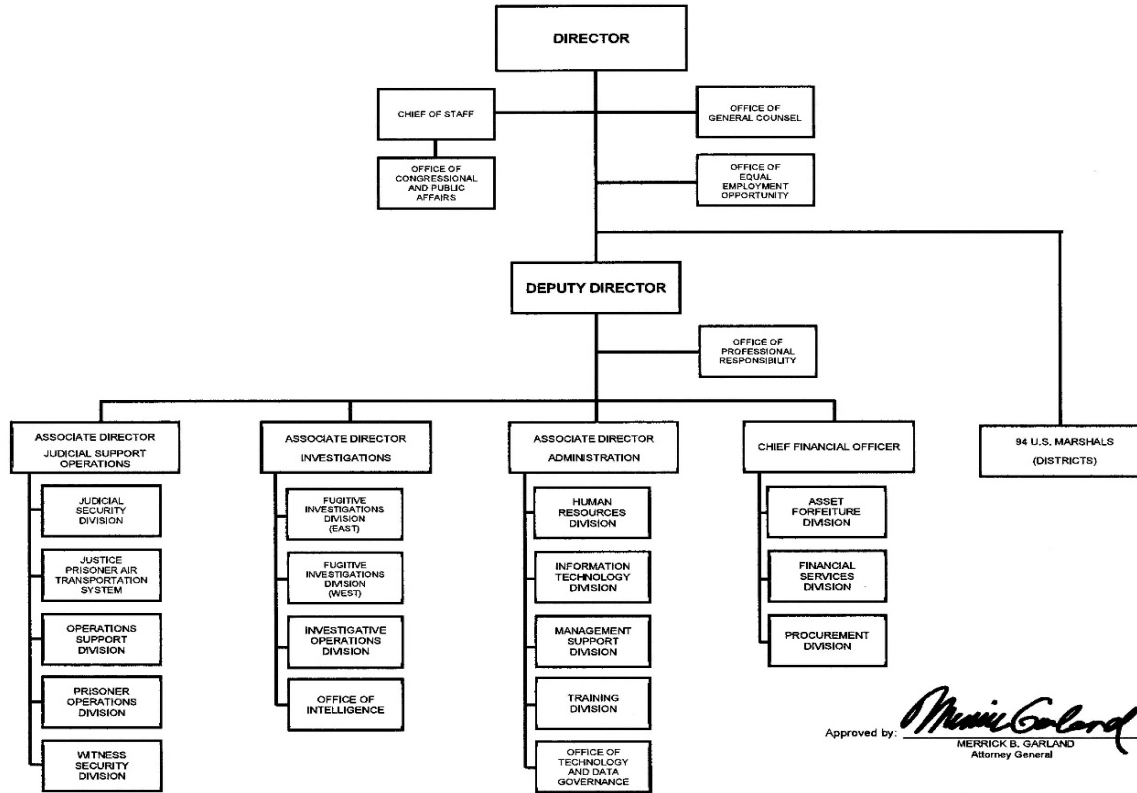 DIRECTOR
CHIEF OF STAFF
OFFICE OF
GENERAL COUNSEL
OFFICE OF
CONGRESSIONAL
AND PUBLIC
AFFAIRS
OFFICE OF
EQUAL
EMPLOYMENT
OPPORTUNITY
DEPUTY DIRECTOR
OFFICE OF
PROFESSIONAL
RESPONSIBILITY
ASSOCIATE DIRECTOR
JUDICIAL SUPPORT
OPERATIONS
JUDICIAL
SECURITY
DIVISION
JUSTICE
PRISONER AIR
TRANSPORTATION
SYSTEM
OPERATIONS
SUPPORT
DIVISION
PRISONER
OPERATIONS
DIVISION
WITNESS
SECURITY
DIVISION
ASSOCIATE DIRECTOR
INVESTIGATIONS
FUGITIVE
INVESTIGATIONS
DIVISION
(EAST)
FUGITIVE
INVESTIGATIONS
DIVISION
(WEST)
INVESTIGATIVE
OPERATIONS
DIVISION
OFFICE OF
INTELLIGENCE
ASSOCIATE DIRECTOR
ADMINISTRATION
HUMAN
RESOURCES
DIVISION
INFORMATION
TECHNOLOGY
DIVISION
MANAGEMENT
SUPPORT DIVISION
TRAINING
DIVISION
OFFICE OF
TECHNOLOGY
AND DATA
GOVERNANCE
CHIEF FINANCIAL OFFICER
ASSET
FORFEITURE
DIVISION
FINANCIAL
SERVICES
DIVISION
PROCUREMENT
DIVISION
94 U.S. MARSHALS
(DISTRICTS)
Approved by: Merrick Garland
MERRICK B. GARLAND
Attorney General